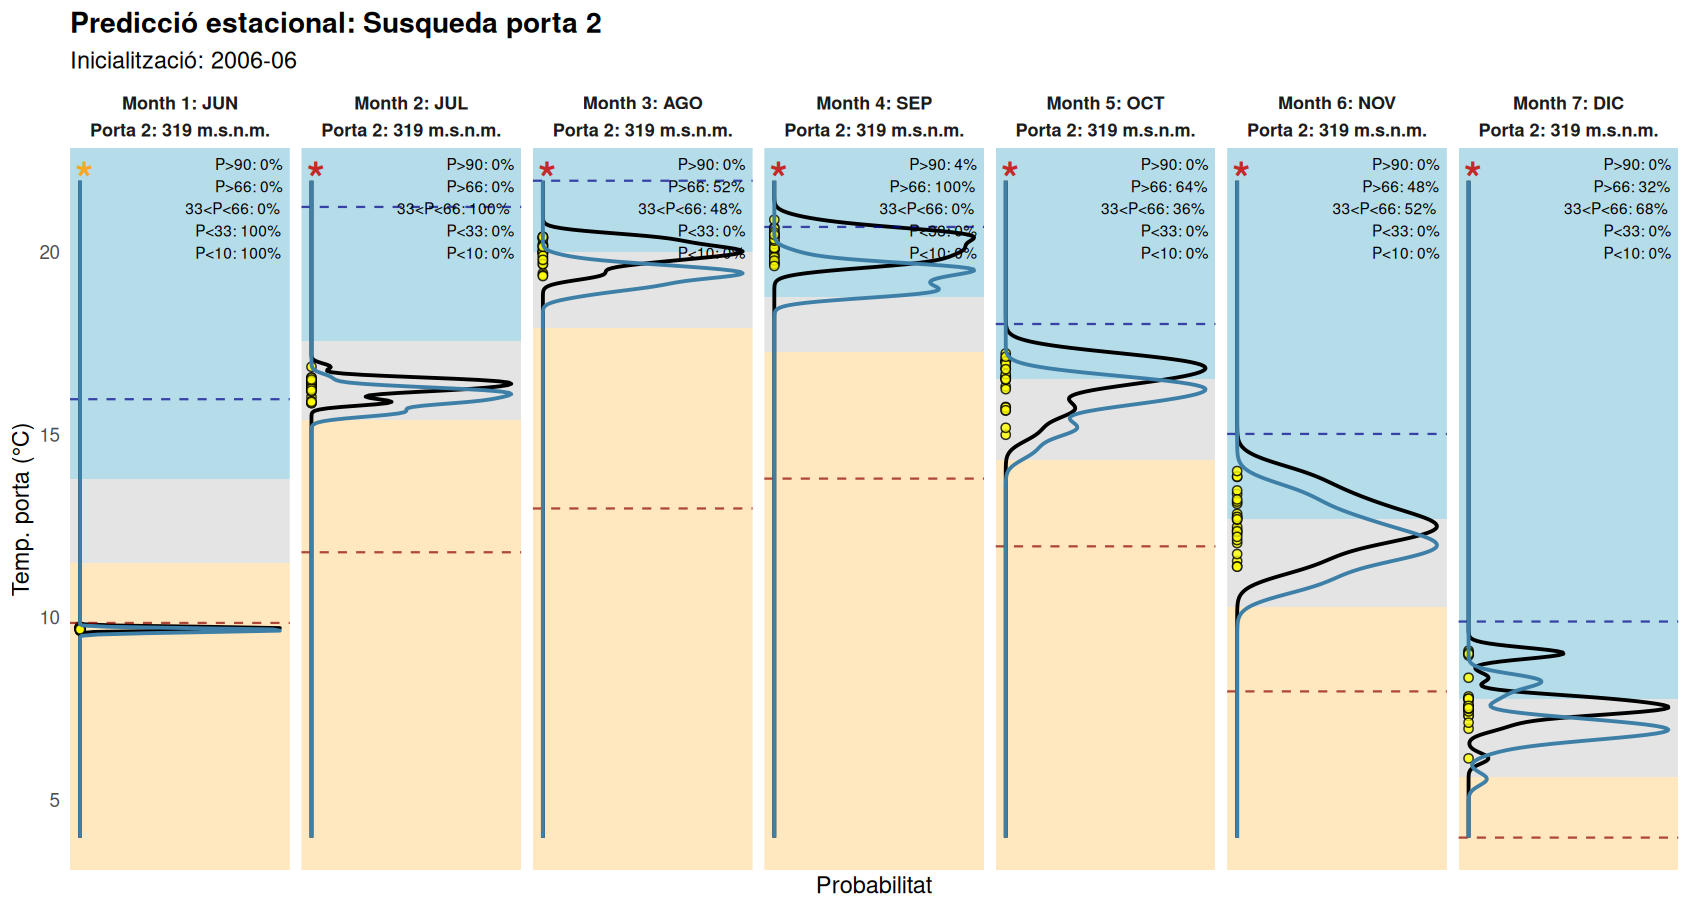 Predicció estacional: Susqueda porta 2
Inicialització: 2006-06
Month 1: JUN
Porta 2: 319 m.s.n.m.
Month 2: JUL
Porta 2: 319 m.s.n.m.
Month 3: AGO
Porta 2: 319 m.s.n.m.
Month 4: SEP
Porta 2: 319 m.s.n.m.
Month 5: OCT
Porta 2: 319 m.s.n.m.
Month 6: NOV
Porta 2: 319 m.s.n.m.
Month 7: DIC
Porta 2: 319 m.s.n.m.
*
P>90: 0%
P>66: 0%
33<P<66: 0%
P<33: 100%
P<10: 100%
*
P>90: 0%
P>66: 0%
33<P<66: 100%
P<33: 0%
P<10: 0%
*
P>90: 0%
P>66: 52%
33<P<66: 48%
P<33: 0%
P<10: 0%
*
P>90: 4%
P>66: 100%
33<P<66: 0%
P<33: 0%
P<10: 0%
*
P>90: 0%
P>66: 64%
33<P<66: 36%
P<33: 0%
P<10: 0%
*
P>90: 0%
P>66: 48%
33<P<66: 52%
P<33: 0%
P<10: 0%
*
P>90: 0%
P>66: 32%
33<P<66: 68%
P<33: 0%
P<10: 0%
20
15
10
5
Temp. porta (°C)
Probabilitat